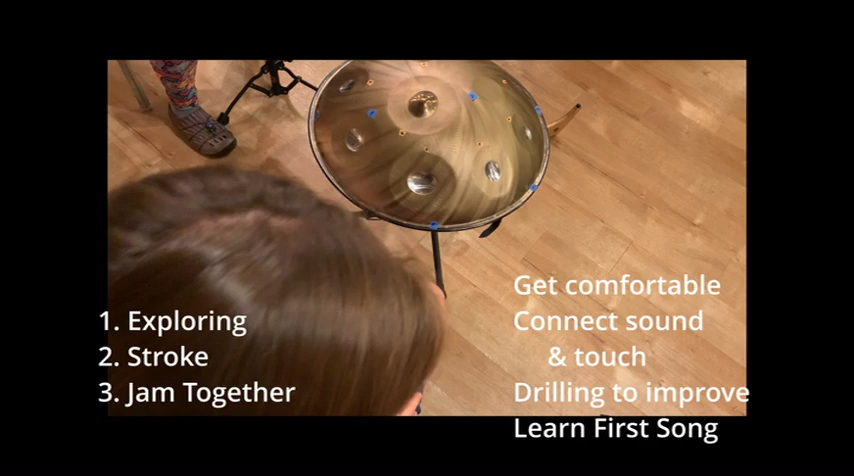 1. Exploring
2. Stroke
3. Jam Together
Get comfortable
Connect sound
& touch
Drilling to improve
Learn First Song